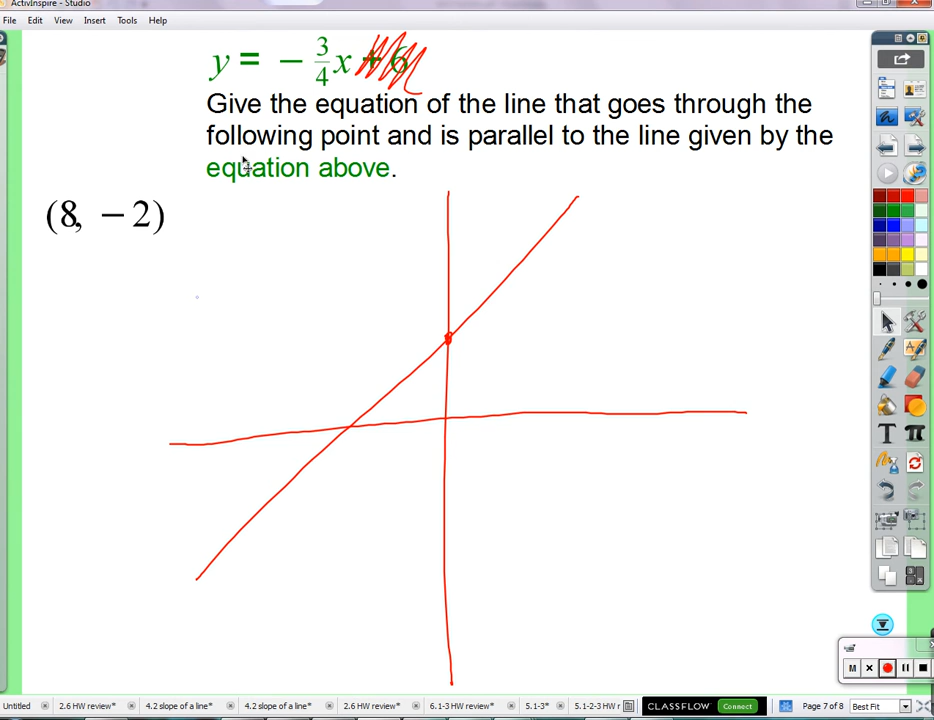 ActivInspire - Studio
File Edit View Insert Tools Help
y = − 3/4 x + 6
Give the equation of the line that goes through the
following point and is parallel to the line given by the
equation above.
(8, − 2)
T π
M
Untitled 2.6 HW review* 4.2 slope of a line* 4.2 slope of a line* 2.6 HW review* 6.1-3 HW review* 5.1-3* 5.1-2-3 HW r CLASSFLOW Connect Page 7 of 8 Best Fit